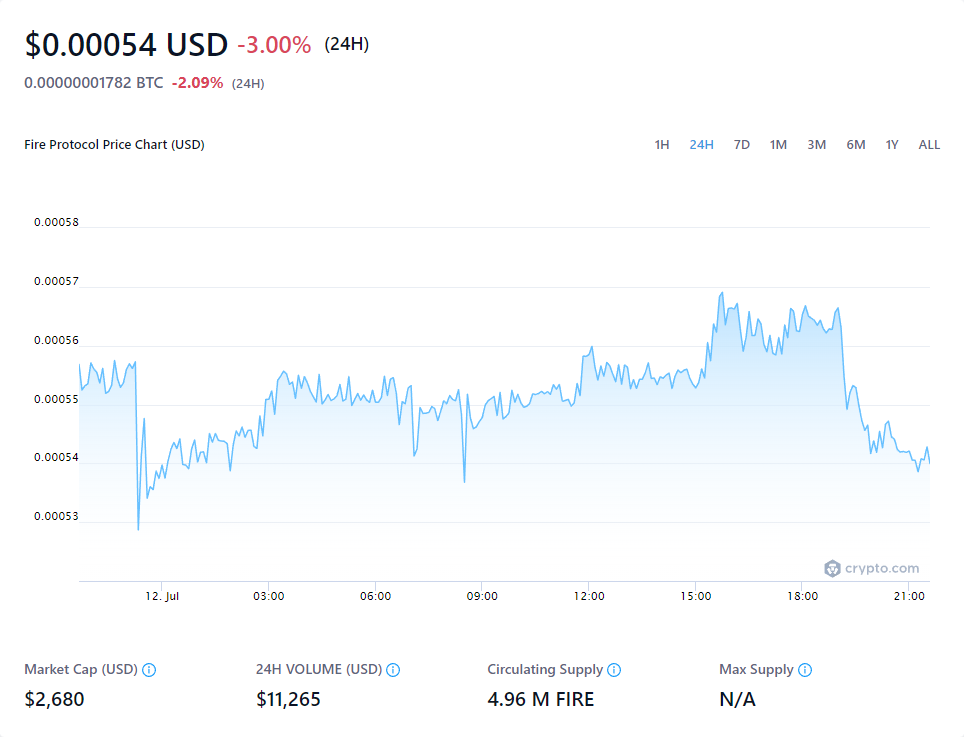 $0.00054 USD -3.00% (24H)
0.00000001782 BTC -2.09% (24H)
Fire Protocol Price Chart (USD)
1H 24H 7D 1M 3M 6M 1Y ALL
0.00058
0.00057
0.00056
0.00055
0.00054
0.00053
crypto.com
12. Jul 03:00 06:00 09:00 12:00 15:00 18:00 21:00
Market Cap (USD) 24H VOLUME (USD) Circulating Supply Max Supply
$2,680 $11,265 4.96 M FIRE N/A